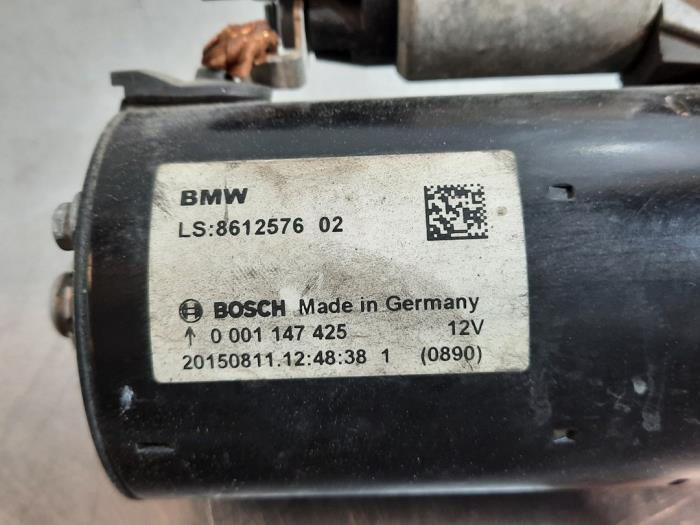 BMW
LS:8612576 02
BOSCH Made in Germany
↑ 0 001 147 425 12V
20150811.12:48:38 1 (0890)